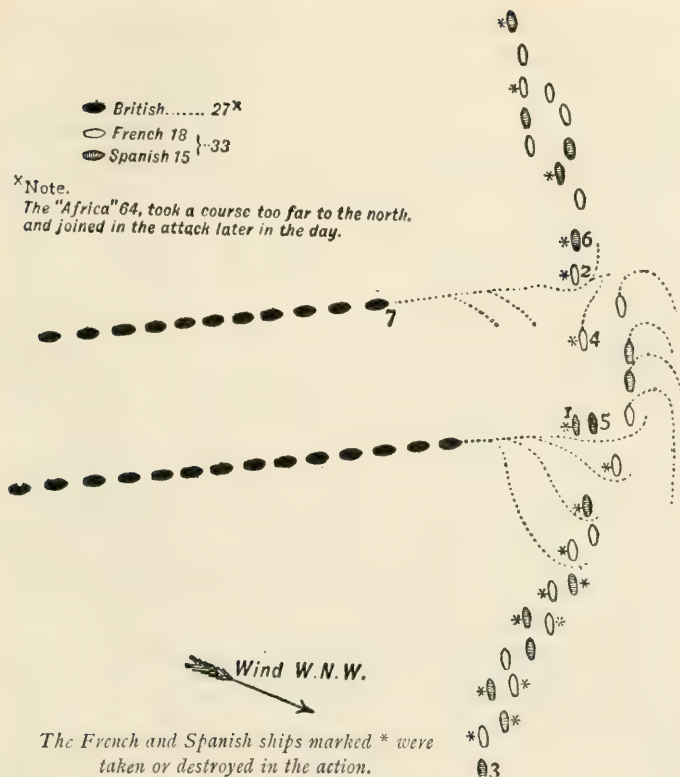 British....... 27x
French 18
}..33
Spanish 15
xNote.
The "Africa" 64, took a course too far to the north,
and joined in the attack later in the day.
*
*
*
*6
*2
7
*4
1
*
5
*
*
* *
* *
* *
*
*
3
Wind W.N.W.
The French and Spanish ships marked * were
taken or destroyed in the action.